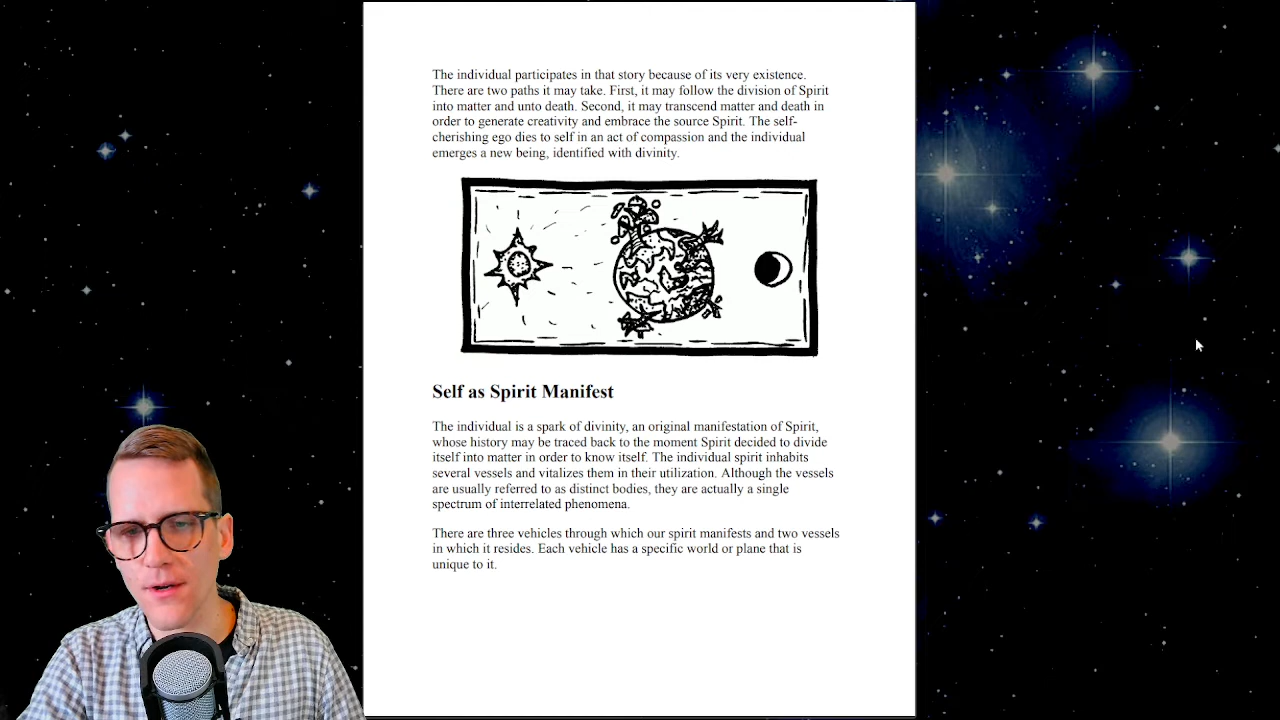 The individual participates in that story because of its very existence.
There are two paths it may take. First, it may follow the division of Spirit
into matter and unto death. Second, it may transcend matter and death in
order to generate creativity and embrace the source Spirit. The self-
cherishing ego dies to self in an act of compassion and the individual
emerges a new being, identified with divinity.
Self as Spirit Manifest
The individual is a spark of divinity, an original manifestation of Spirit,
whose history may be traced back to the moment Spirit decided to divide
itself into matter in order to know itself. The individual spirit inhabits
several vessels and vitalizes them in their utilization. Although the vessels
are usually referred to as distinct bodies, they are actually a single
spectrum of interrelated phenomena.
There are three vehicles through which our spirit manifests and two vessels
in which it resides. Each vehicle has a specific world or plane that is
unique to it.